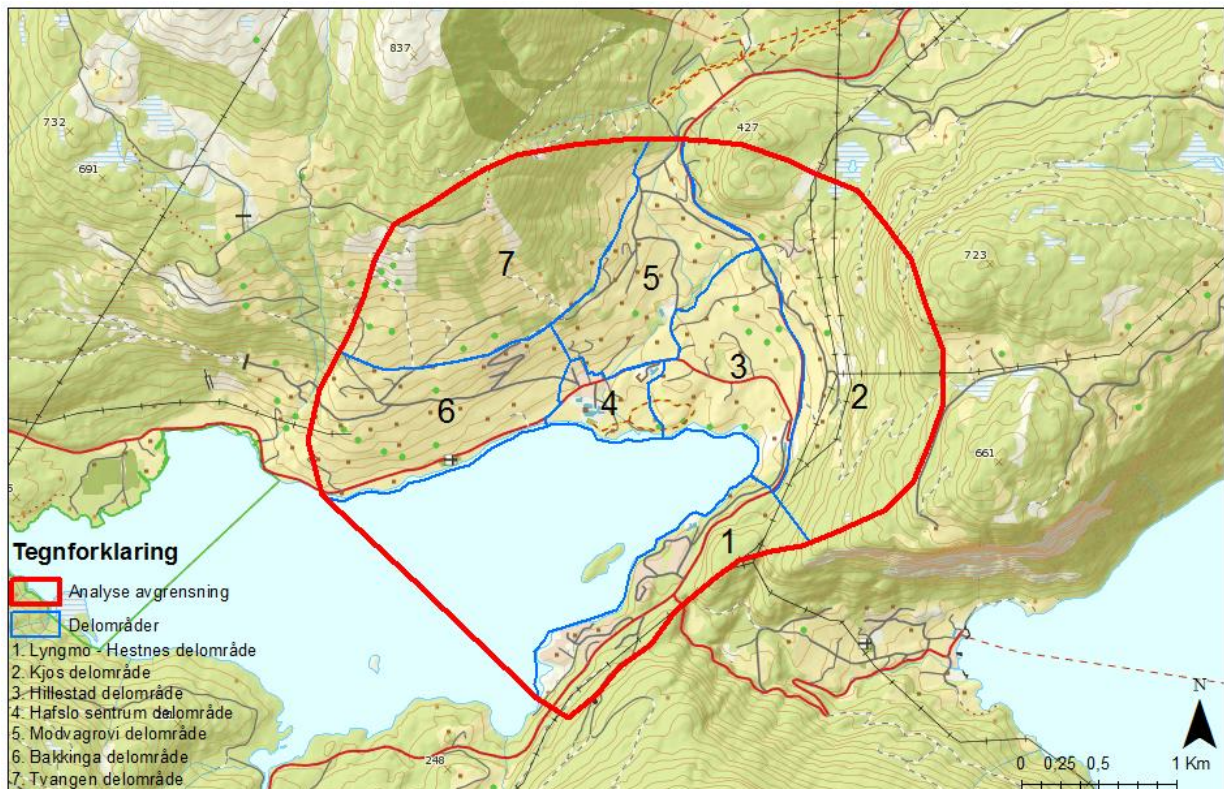 837
732
691
427
723
661
248
7
5
3
2
6
4
1
Tegnforklaring
Analyse avgrensning
Delområder
1. Lyngmo - Hestnes delområde
2. Kjos delområde
3. Hillestad delområde
4. Hafslo sentrum delområde
5. Modvagrovi delområde
6. Bakkinga delområde
7. Tvangen delområde
N
0 0,25 0,5 1 Km